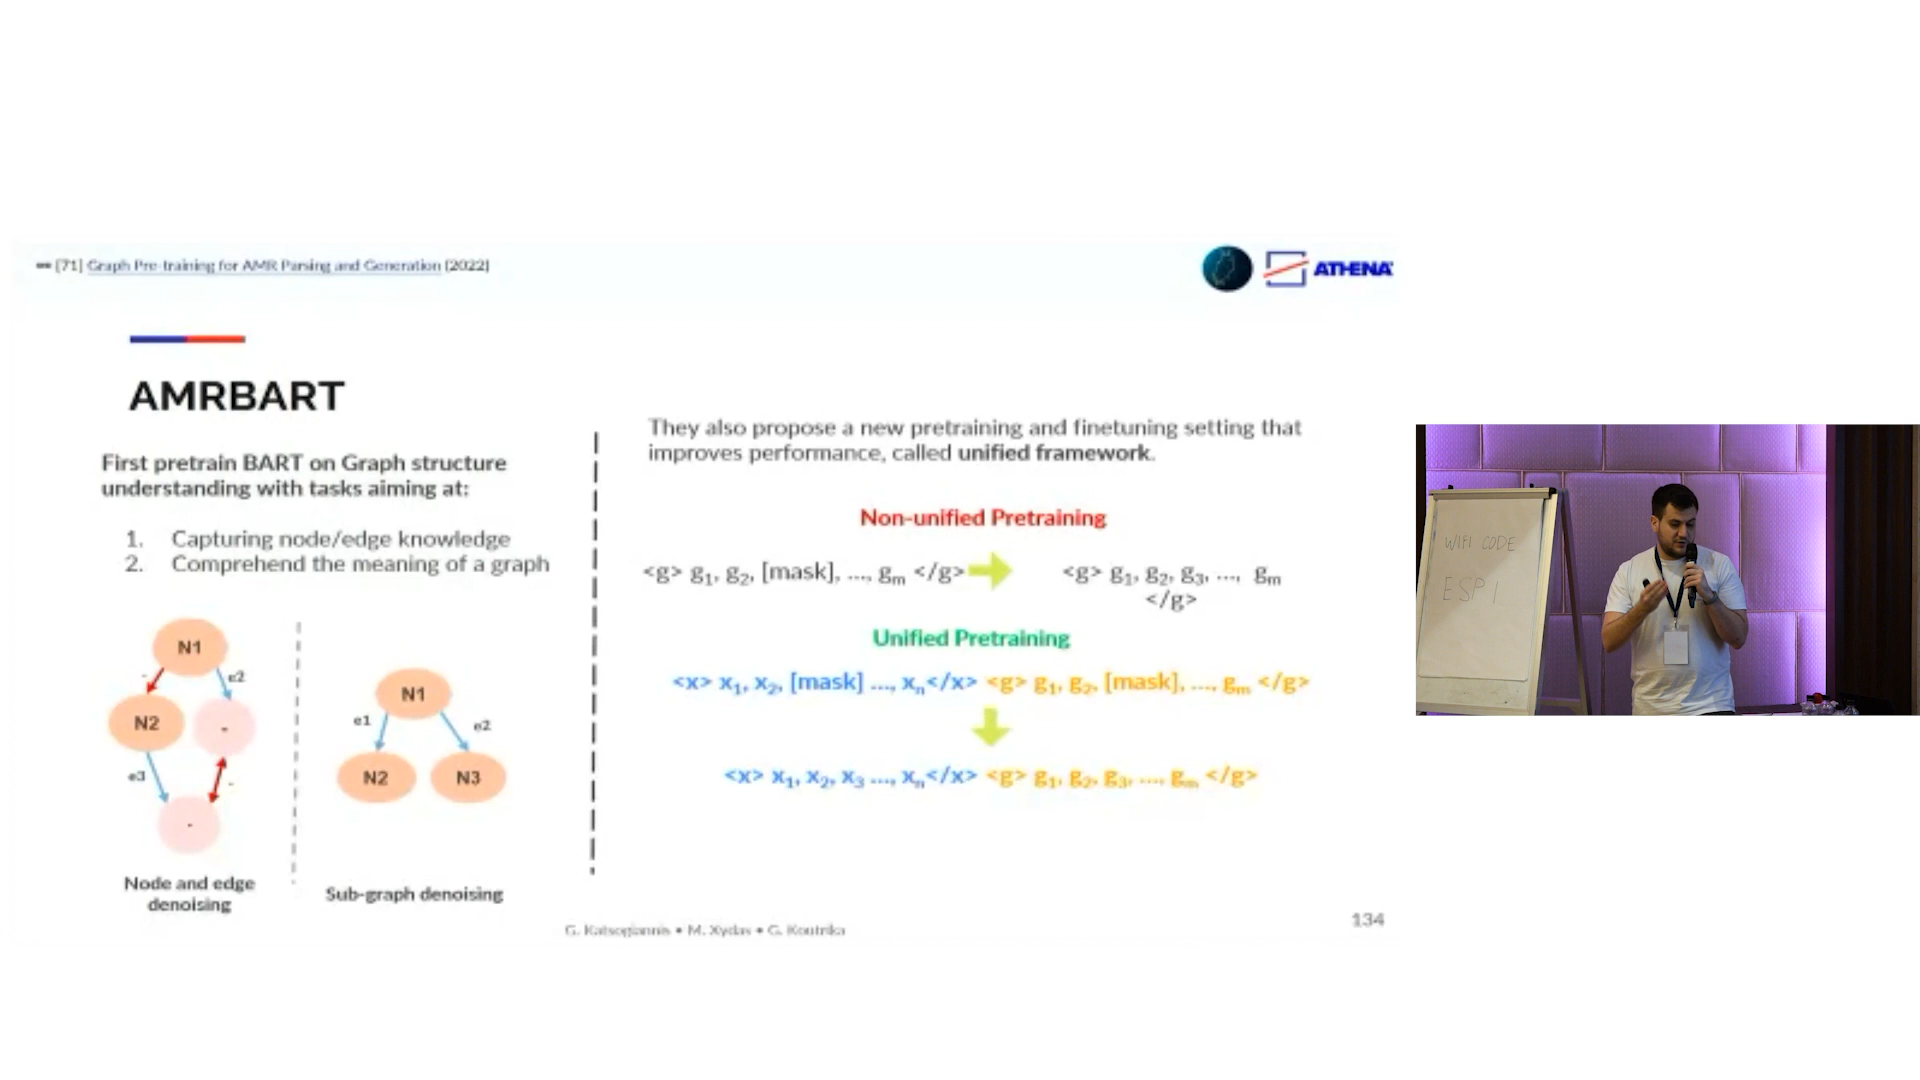 [71] Graph Pre-training for AMR Parsing and Generation (2022)
ATHENA
AMRBART
First pretrain BART on Graph structure
understanding with tasks aiming at:
1. Capturing node/edge knowledge
2. Comprehend the meaning of a graph
N1
e2
N2
-
e3
-
-
Node and edge
denoising
N1
e1
e2
N2
N3
Sub-graph denoising
They also propose a new pretraining and finetuning setting that
improves performance, called unified framework.
Non-unified Pretraining
<g> g1, g2, [mask], ..., gm </g>
<g> g1, g2, g3, ..., gm
</g>
Unified Pretraining
<x> x1, x2, [mask] ..., xn</x> <g> g1, g2, [mask], ..., gm </g>
<x> x1, x2, x3 ..., xn</x> <g> g1, g2, g3, ..., gm </g>
G. Katsogiannis • M. Xydas • G. Koutrika
134
WIFI CODE
ESP1